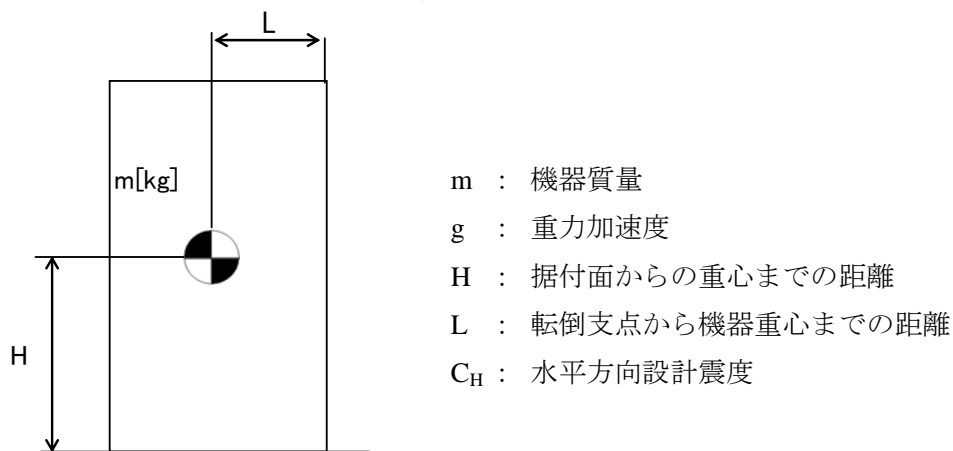 L
m[kg]
H
m : 機器質量
g : 重力加速度
H : 据付面からの重心までの距離
L : 転倒支点から機器重心までの距離
C_H : 水平方向設計震度